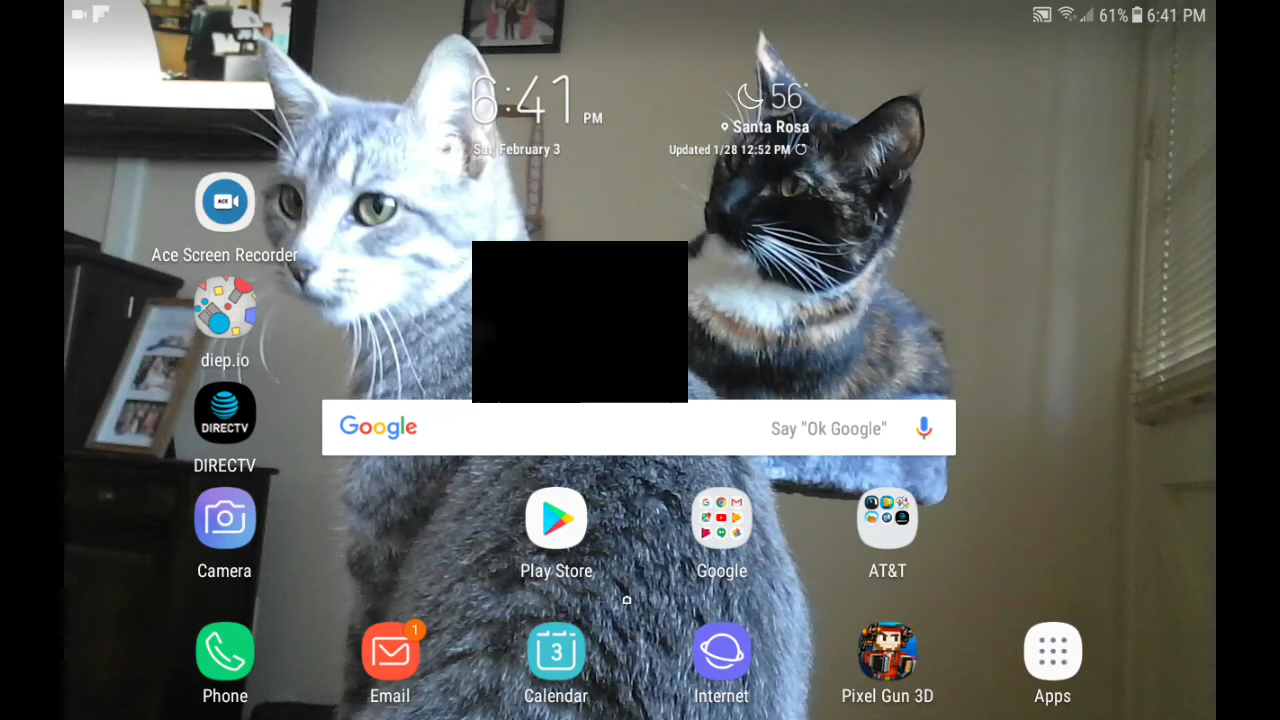 61% 6:41 PM
6:41 PM
Sat, February 3
56°
Santa Rosa
Updated 1/28 12:52 PM
ACE
Ace Screen Recorder
diep.io
DIRECTV
DIRECTV
Google
Say "Ok Google"
Camera
Play Store
Google
AT&T
1
3
Phone
Email
Calendar
Internet
Pixel Gun 3D
Apps